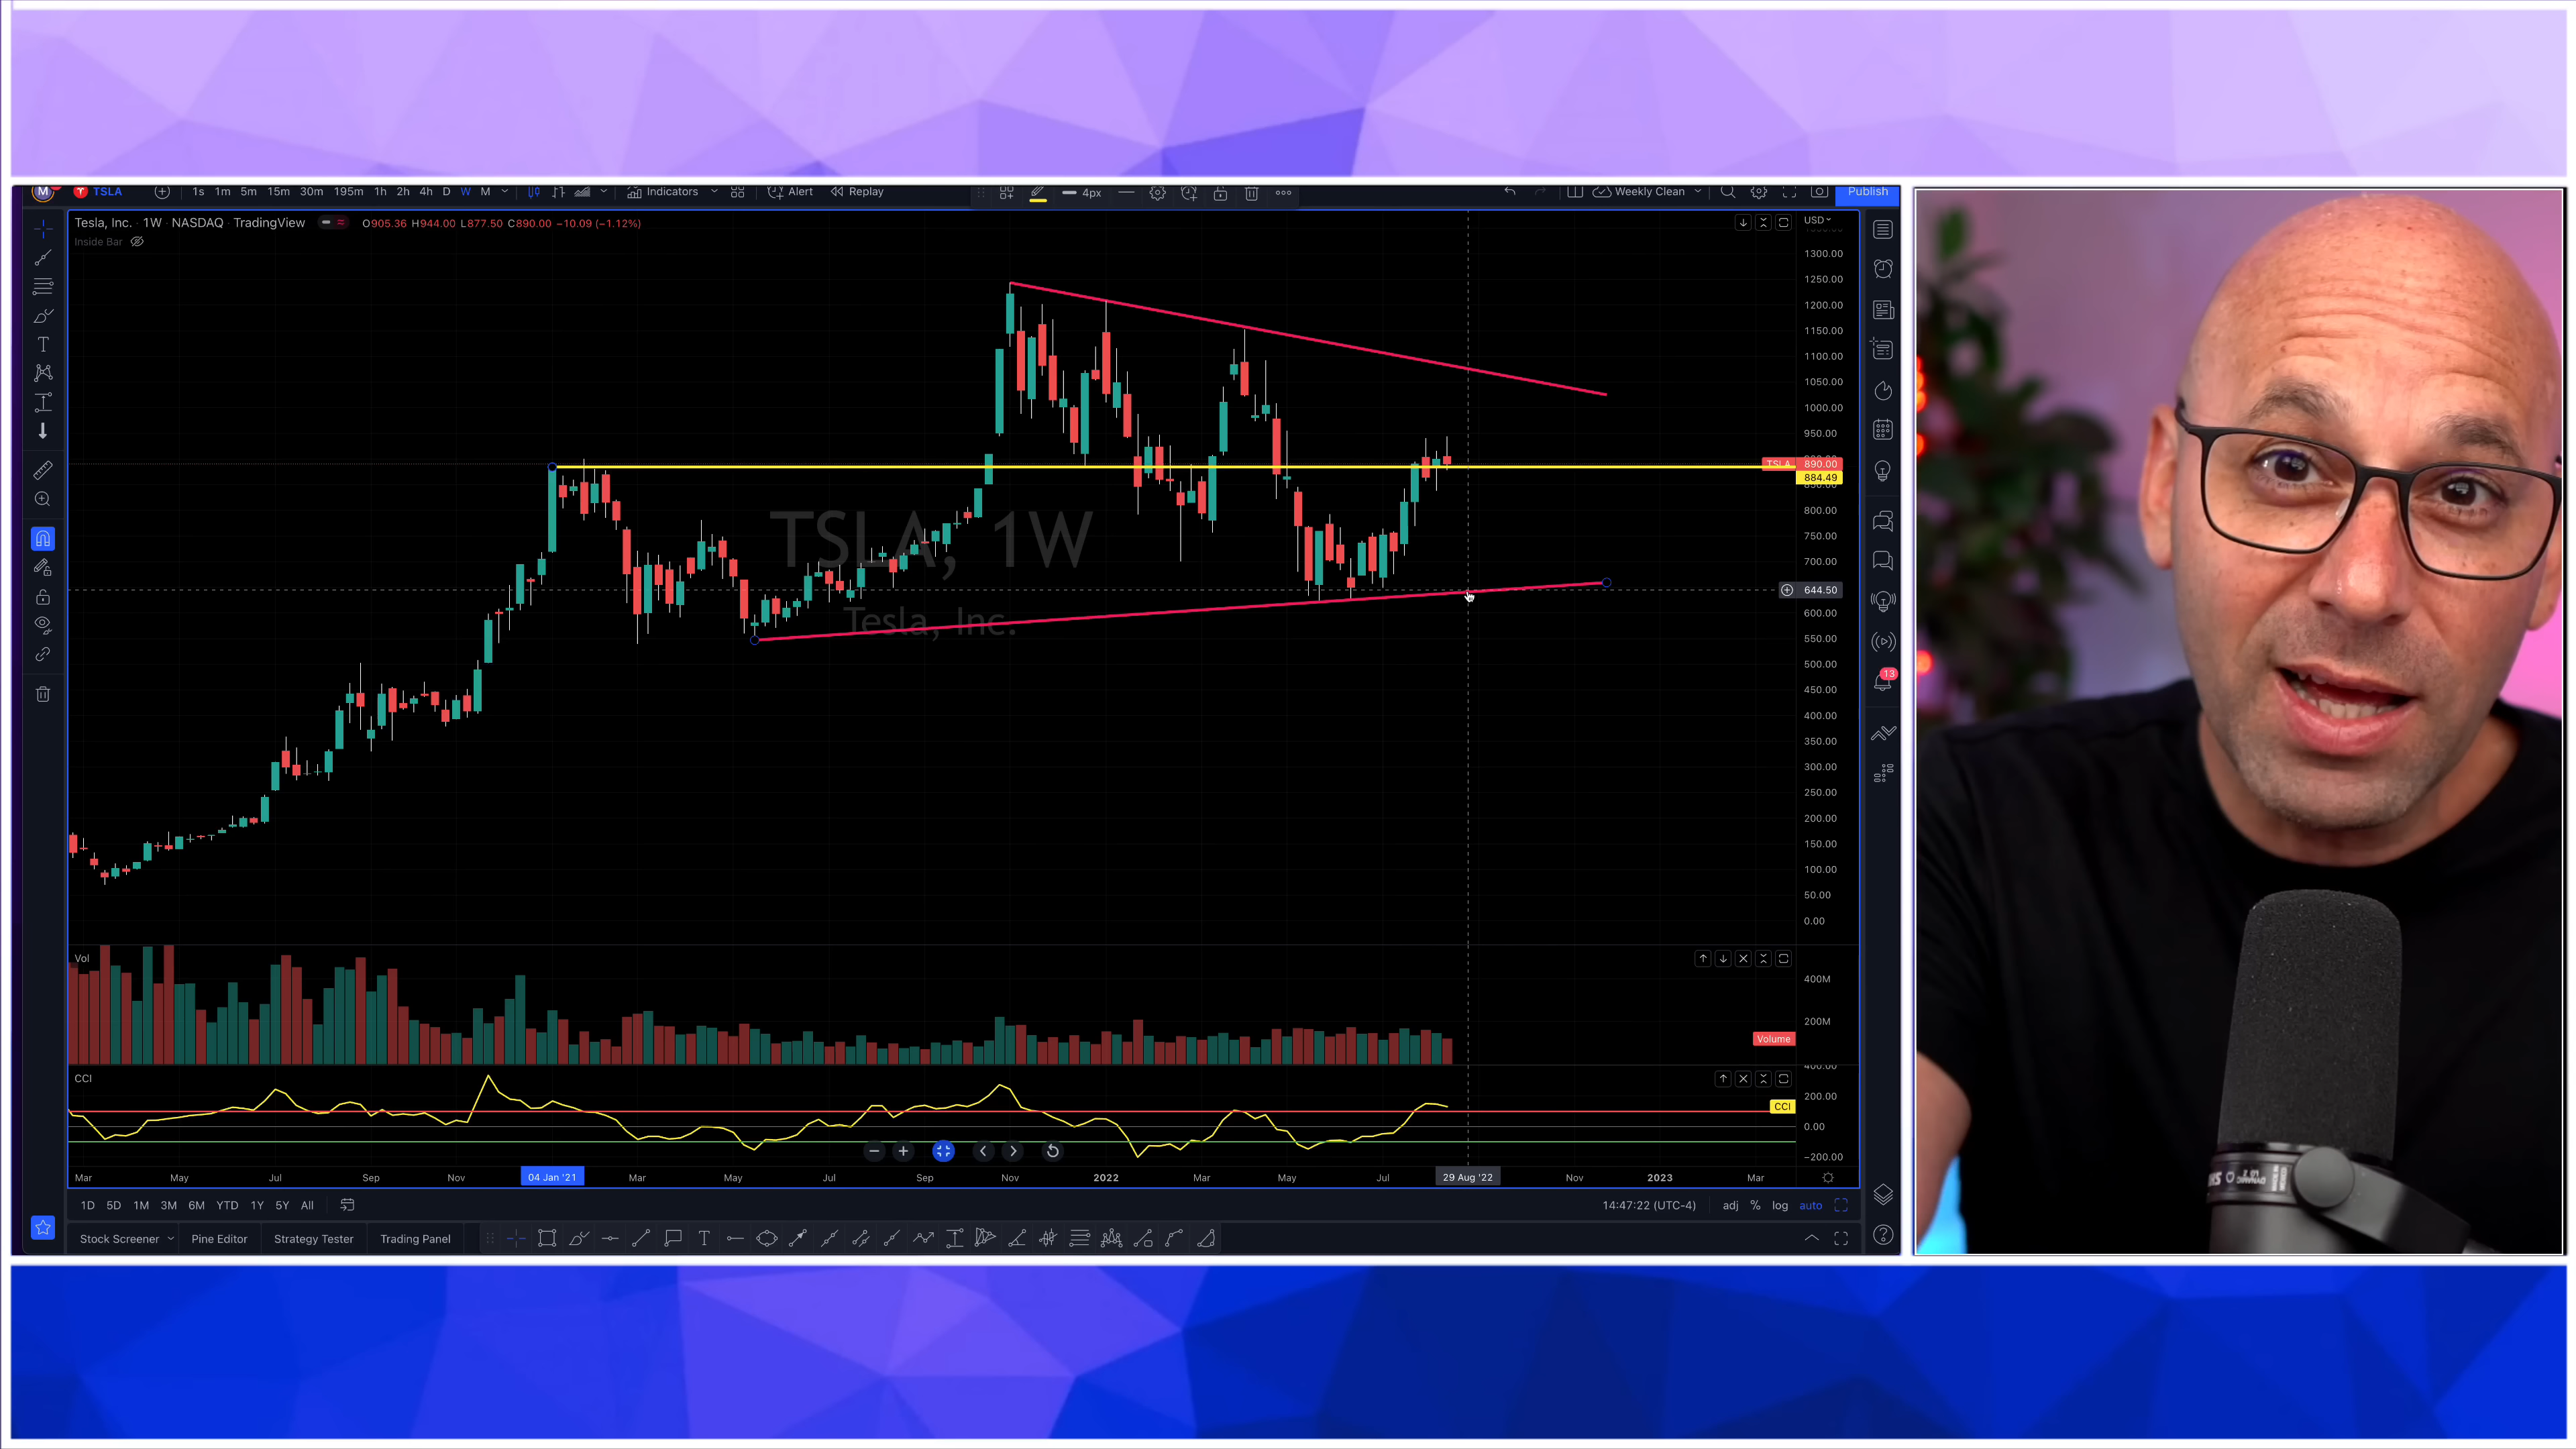 M TSLA 1s 1m 5m 15m 30m 195m 1h 2h 4h D W M Indicators Alert Replay 4px Weekly Clean Publish
Tesla, Inc. · 1W · NASDAQ · TradingView O905.36 H944.00 L877.50 C890.00 −10.09 (−1.12%) USD
Inside Bar
1300.00
1250.00
1200.00
1150.00
1100.00
1050.00
1000.00
950.00
TSLA 890.00
884.49
850.00
800.00
TSLA, 1W
750.00
700.00
644.50
600.00
Tesla, Inc.
550.00
500.00
450.00
400.00
350.00
300.00
250.00
200.00
150.00
100.00
50.00
0.00
Vol
400M
200M
Volume
400.00
CCI
200.00
CCI
0.00
−200.00
Mar May Jul Sep Nov 04 Jan '21 Mar May Jul Sep Nov 2022 Mar May Jul 29 Aug '22 Nov 2023 Mar
1D 5D 1M 3M 6M YTD 1Y 5Y All 14:47:22 (UTC-4) adj % log auto
Stock Screener Pine Editor Strategy Tester Trading Panel
13